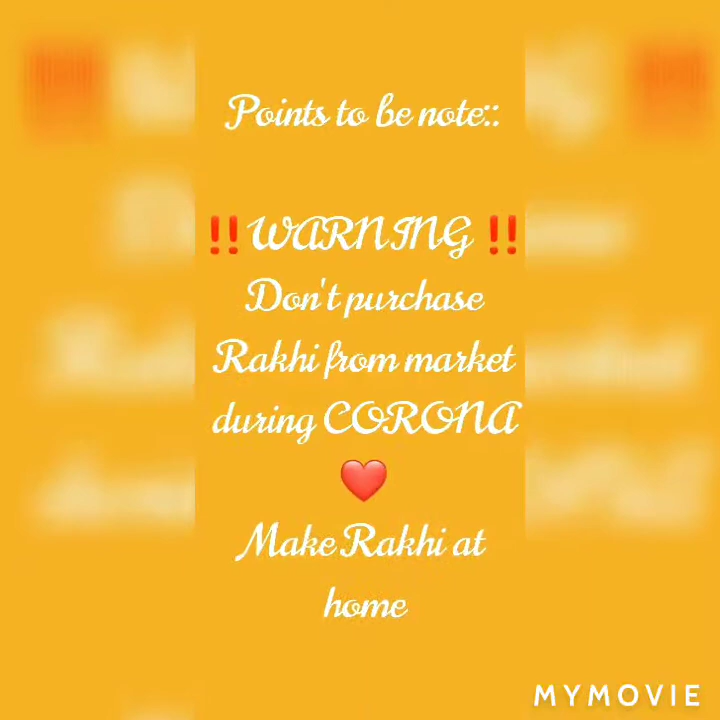 Points to be note::
‼️WARNING ‼️
Don't purchase
Rakhi from market
during CORONA
❤️
Make Rakhi at
home
MYMOVIE